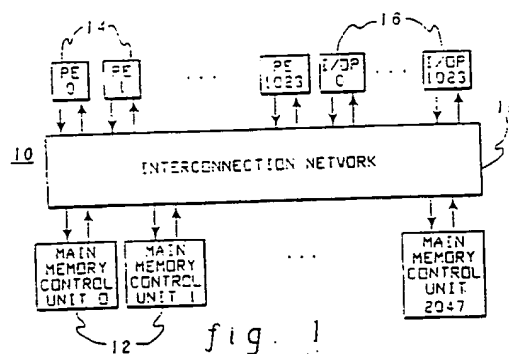 14
16
PE 0
PE 1
· · ·
PE 1023
I/OP 0
· · ·
I/OP 1023
10
INTERCONNECTION NETWORK
MAIN MEMORY CONTROL UNIT 0
MAIN MEMORY CONTROL UNIT 1
· · ·
MAIN MEMORY CONTROL UNIT 2047
12
fig. 1